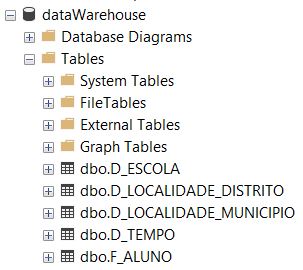 dataWarehouse
Database Diagrams
Tables
System Tables
FileTables
External Tables
Graph Tables
dbo.D_ESCOLA
dbo.D_LOCALIDADE_DISTRITO
dbo.D_LOCALIDADE_MUNICIPIO
dbo.D_TEMPO
dbo.F_ALUNO